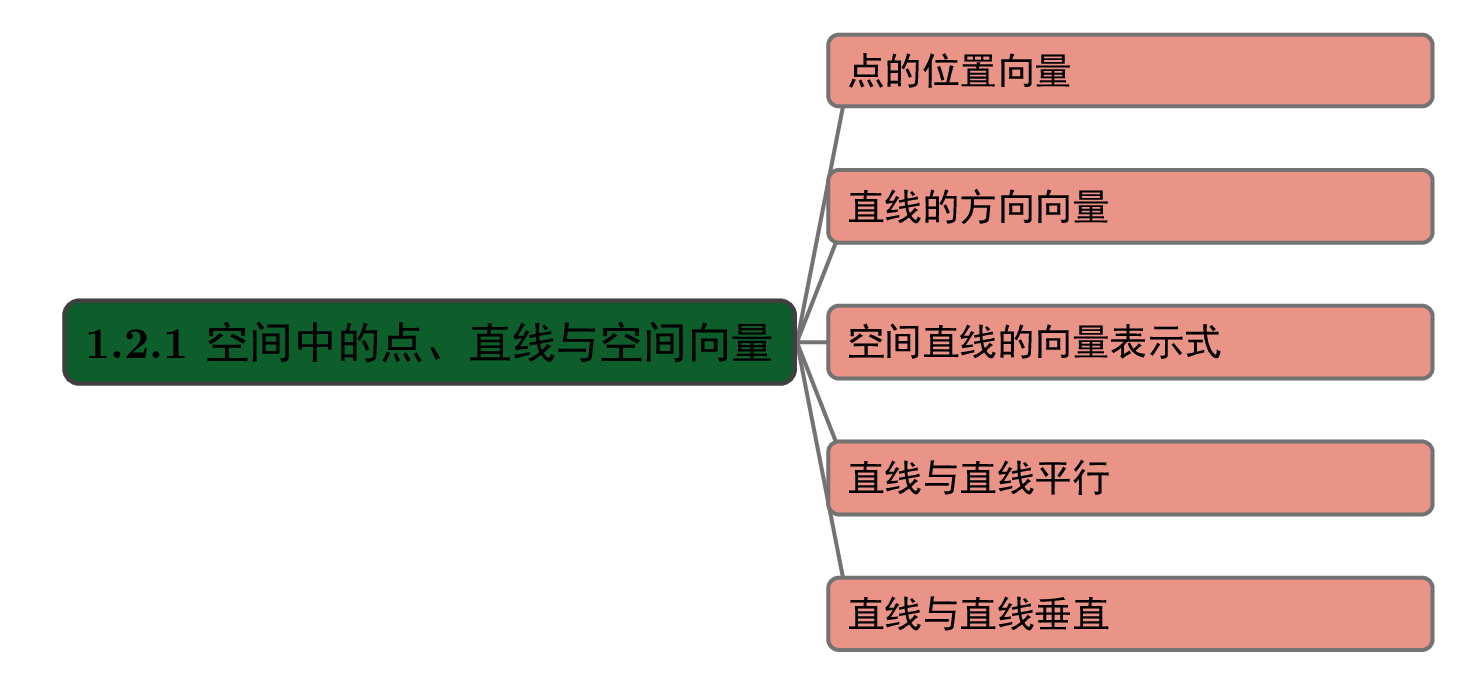 1.2.1 空间中的点、直线与空间向量
点的位置向量
直线的方向向量
空间直线的向量表示式
直线与直线平行
直线与直线垂直